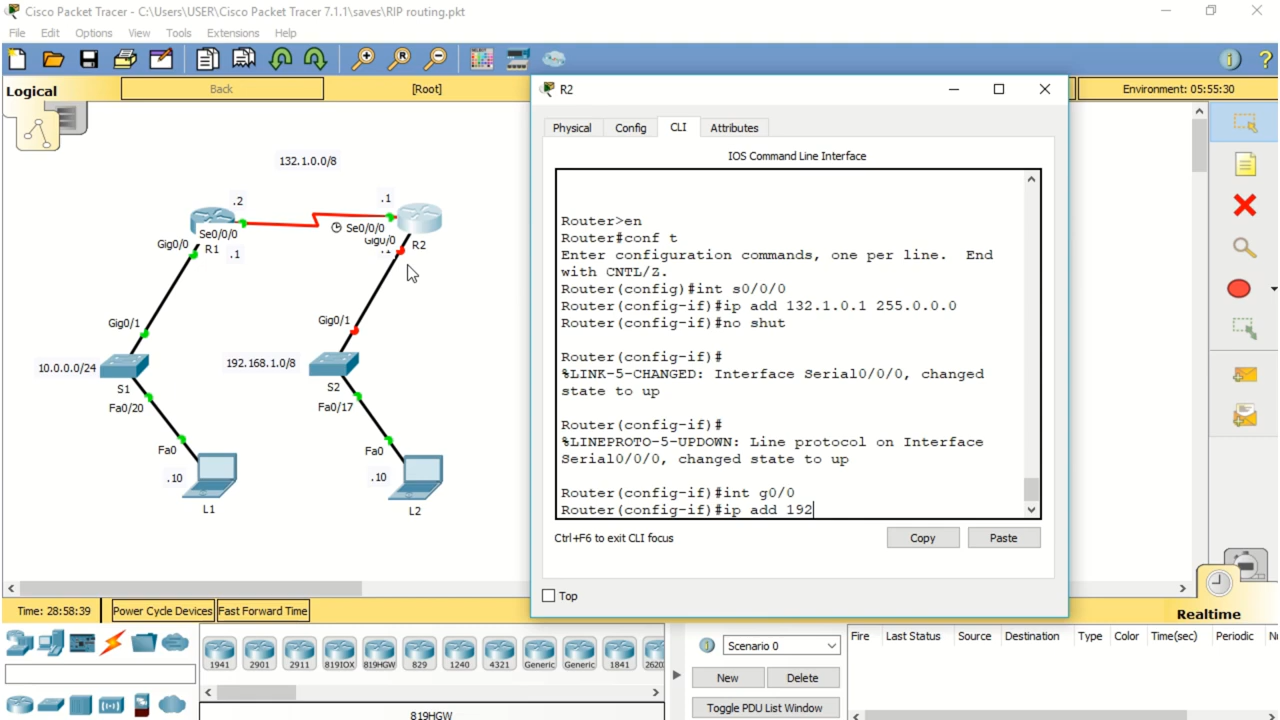 Cisco Packet Tracer - C:\Users\USER\Cisco Packet Tracer 7.1.1\saves\RIP routing.pkt
File Edit Options View Tools Extensions Help
Logical Back [Root] Environment: 05:55:30
132.1.0.0/8
.2 .1
Se0/0/0 Se0/0/0
Gig0/0 R1 .1 Gig0/0 .1 R2
Gig0/1 Gig0/1
10.0.0.0/24 192.168.1.0/8
S1 S2
Fa0/20 Fa0/17
Fa0 Fa0
.10 .10
L1 L2
R2
Physical Config CLI Attributes
IOS Command Line Interface
Router>en
Router#conf t
Enter configuration commands, one per line. End
with CNTL/Z.
Router(config)#int s0/0/0
Router(config-if)#ip add 132.1.0.1 255.0.0.0
Router(config-if)#no shut
Router(config-if)#
%LINK-5-CHANGED: Interface Serial0/0/0, changed
state to up
Router(config-if)#
%LINEPROTO-5-UPDOWN: Line protocol on Interface
Serial0/0/0, changed state to up
Router(config-if)#int g0/0
Router(config-if)#ip add 192
Ctrl+F6 to exit CLI focus Copy Paste
Top
Time: 28:58:39 Power Cycle Devices Fast Forward Time Realtime
1941 2901 2911 819IOX 819HGW 829 1240 4321 Generic Generic 1841 2620
819HGW
Scenario 0
New Delete
Toggle PDU List Window
Fire Last Status Source Destination Type Color Time(sec) Periodic